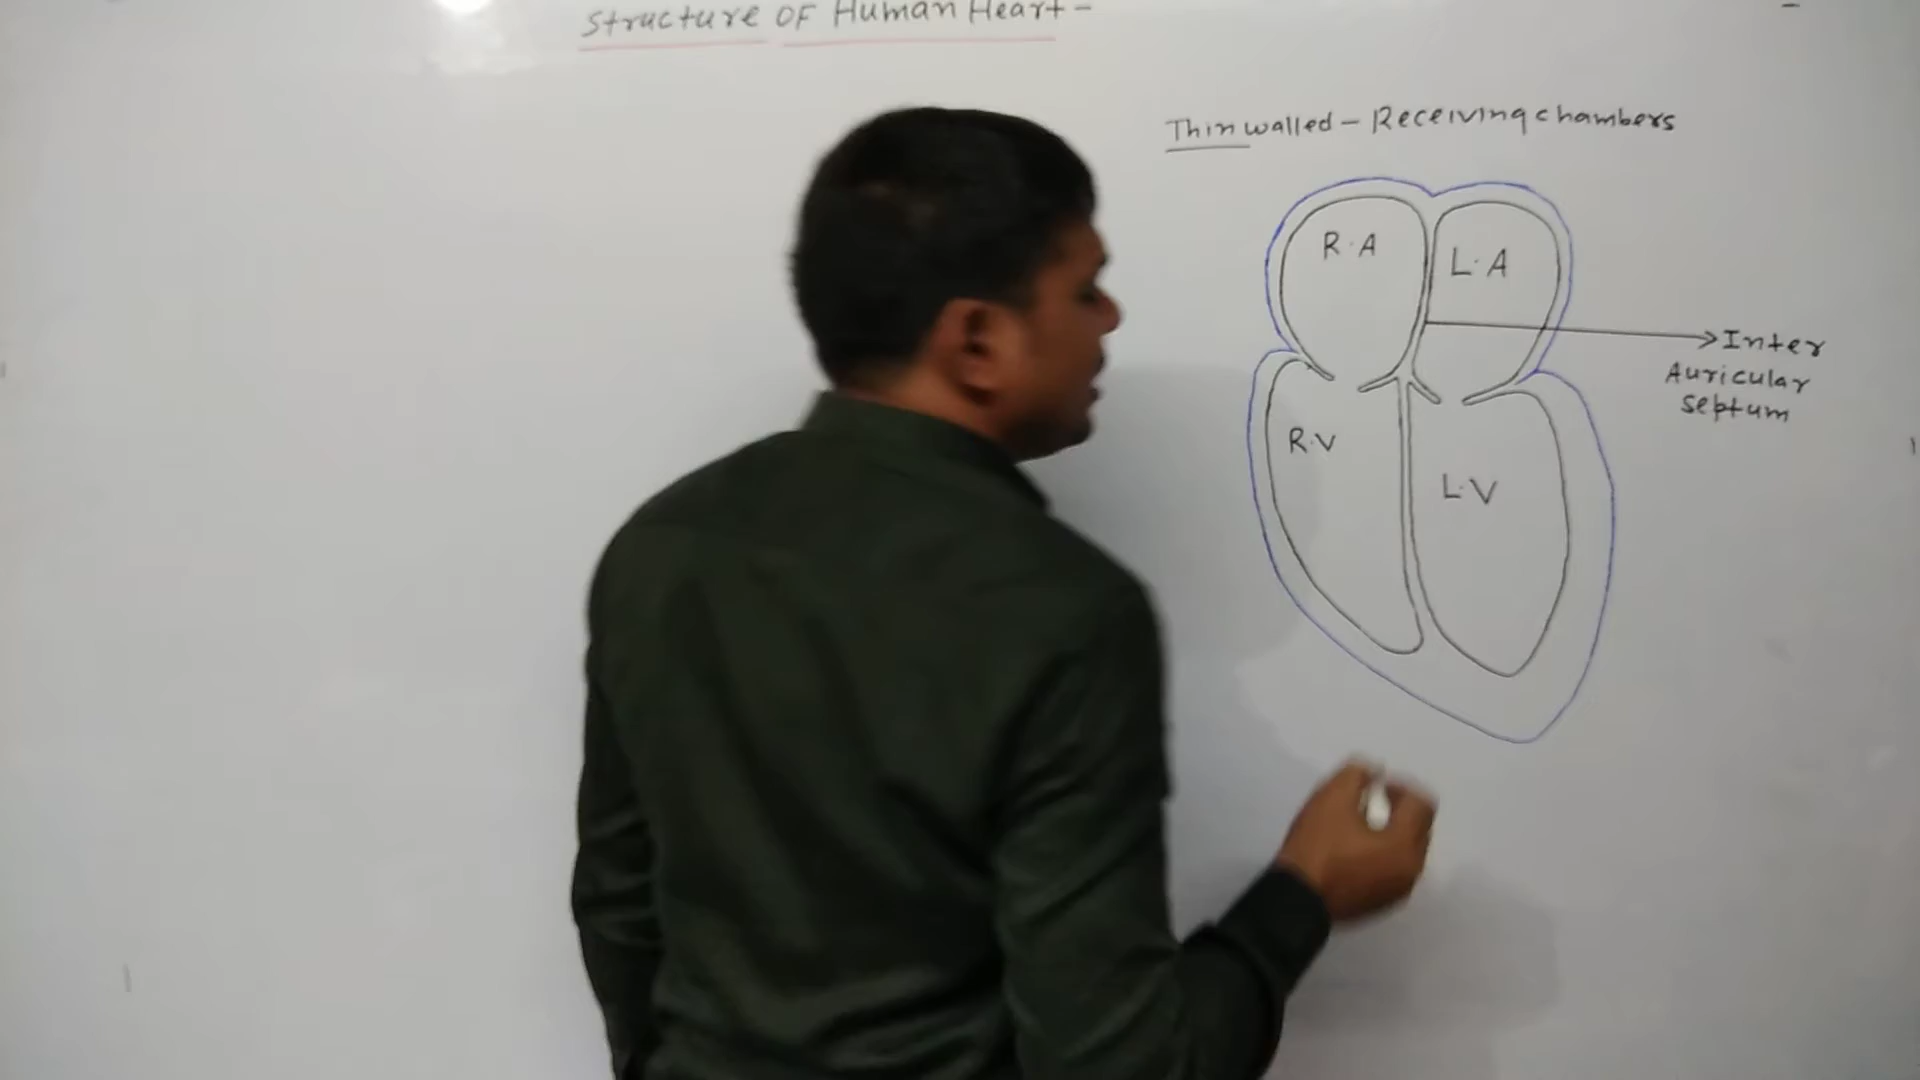 Structure OF Human Heart -
Thin walled - Receiving chambers
R.A
L.A
Inter
Auricular
Septum
R.V
L.V